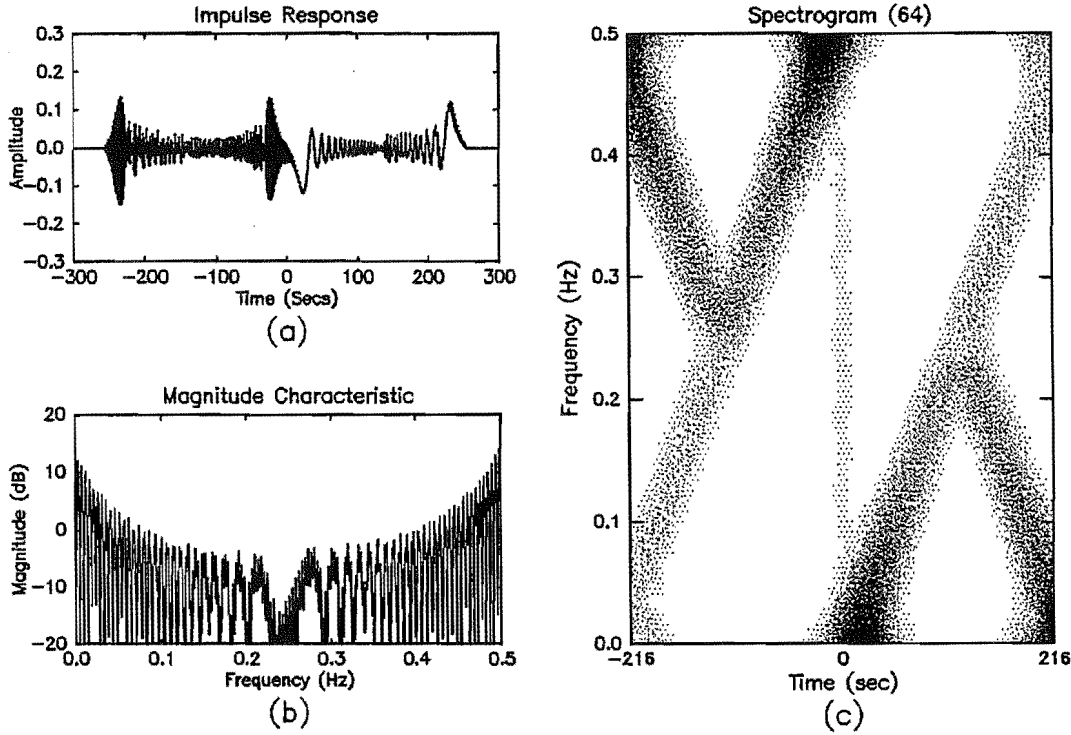 Impulse Response
0.3
0.2
0.1
0.0
−0.1
−0.2
−0.3
Amplitude
−300 −200 −100 0 100 200 300
Time (Secs)
(a)
Magnitude Characteristic
20
10
0
−10
−20
Magnitude (dB)
0.0 0.1 0.2 0.3 0.4 0.5
Frequency (Hz)
(b)
Spectrogram (64)
0.5
0.4
0.3
0.2
0.1
0.0
Frequency (Hz)
−216 0 216
Time (sec)
(c)